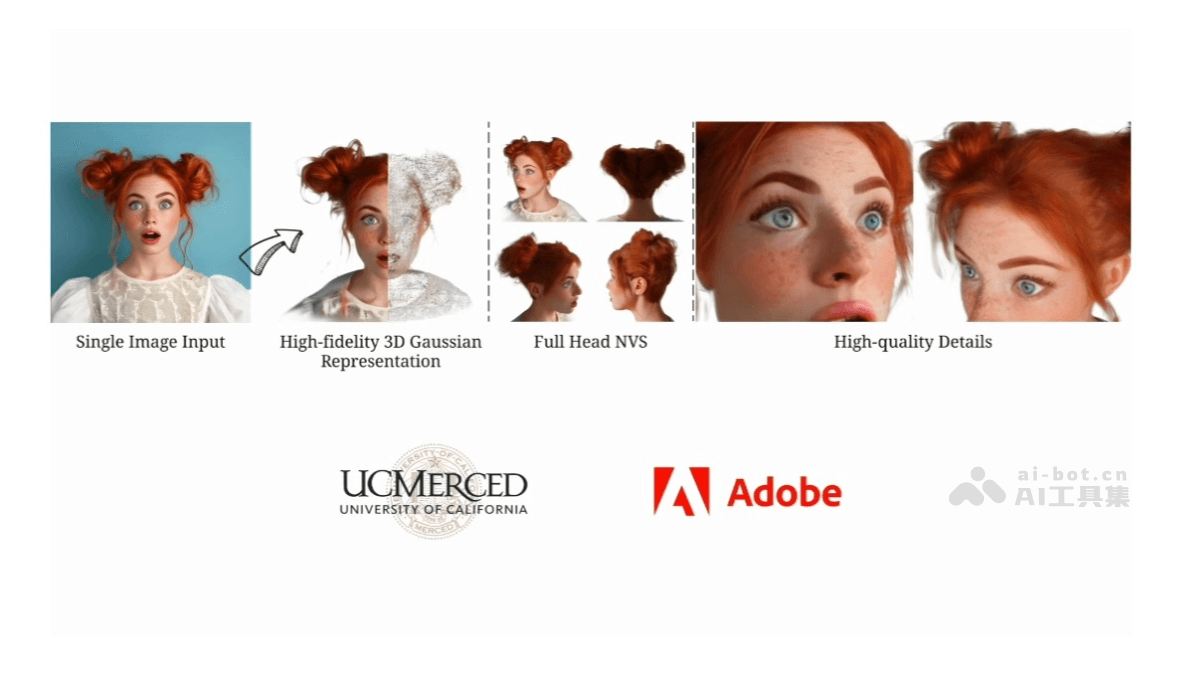 Single Image Input
High-fidelity 3D Gaussian
Representation
Full Head NVS
High-quality Details
UCMERCED
UNIVERSITY OF CALIFORNIA
MERCED
Adobe
ai-bot.cn
AI工具集